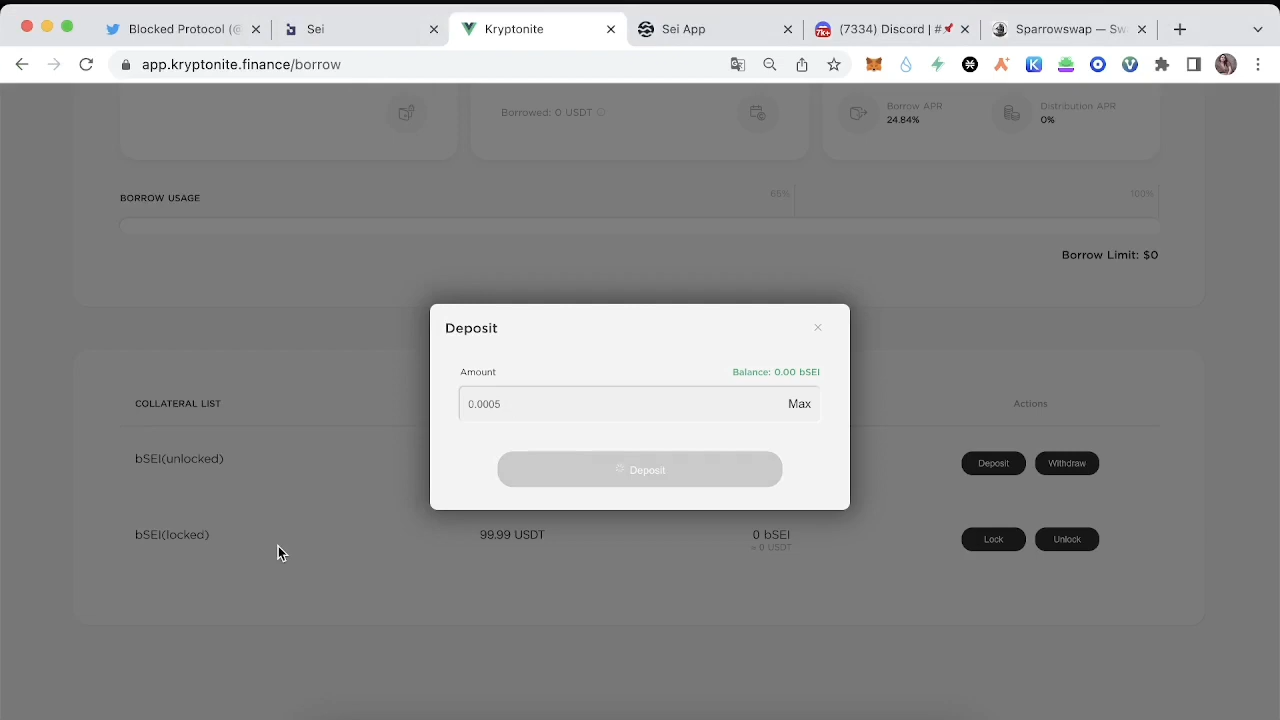 Blocked Protocol (@
Sei
Kryptonite
Sei App
7K+
(7334) Discord | #
Sparrowswap — Sw
app.kryptonite.finance/borrow
Borrowed: 0 USDT
Borrow APR
24.84%
Distribution APR
0%
BORROW USAGE
65%
100%
Borrow Limit: $0
Deposit
Amount
Balance: 0.00 bSEI
0.0005
Max
Deposit
COLLATERAL LIST
Actions
bSEI(unlocked)
Deposit
Withdraw
bSEI(locked)
99.99 USDT
0 bSEI
≈ 0 USDT
Lock
Unlock